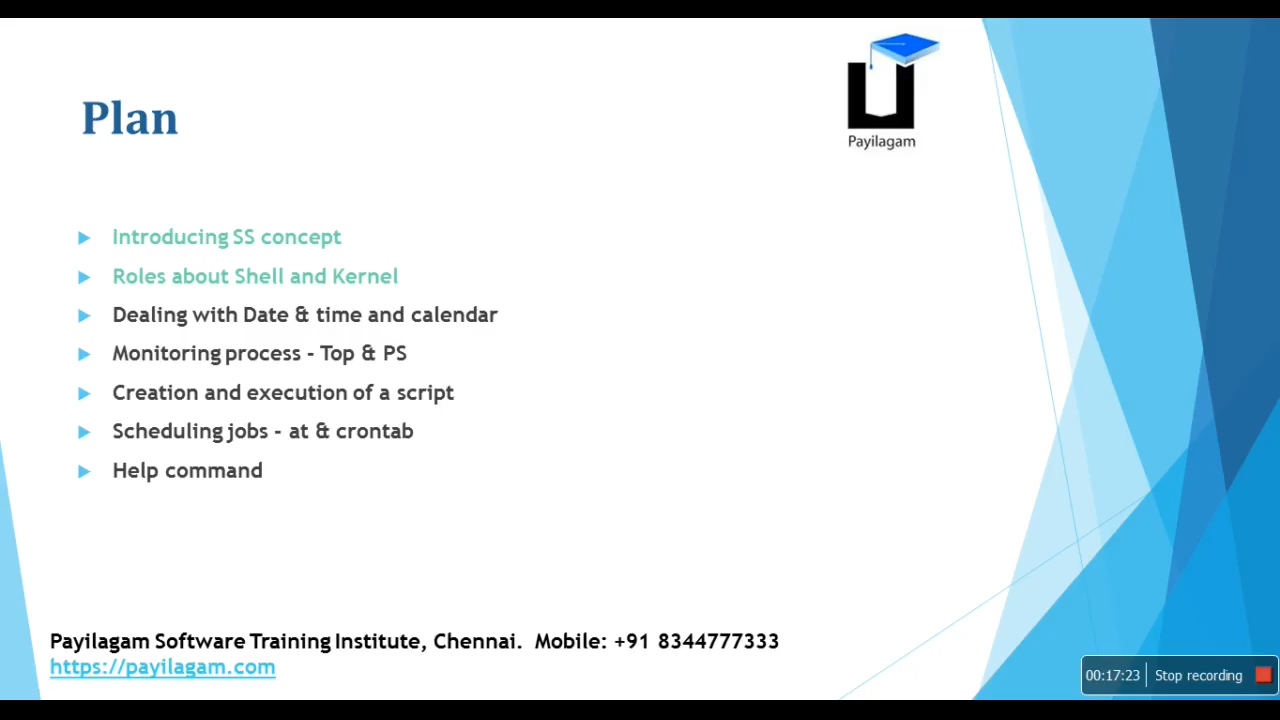 Payilagam
Plan
Introducing SS concept
Roles about Shell and Kernel
Dealing with Date & time and calendar
Monitoring process - Top & PS
Creation and execution of a script
Scheduling jobs - at & crontab
Help command
Payilagam Software Training Institute, Chennai. Mobile: +91 8344777333
https://payilagam.com
00:17:23 Stop recording